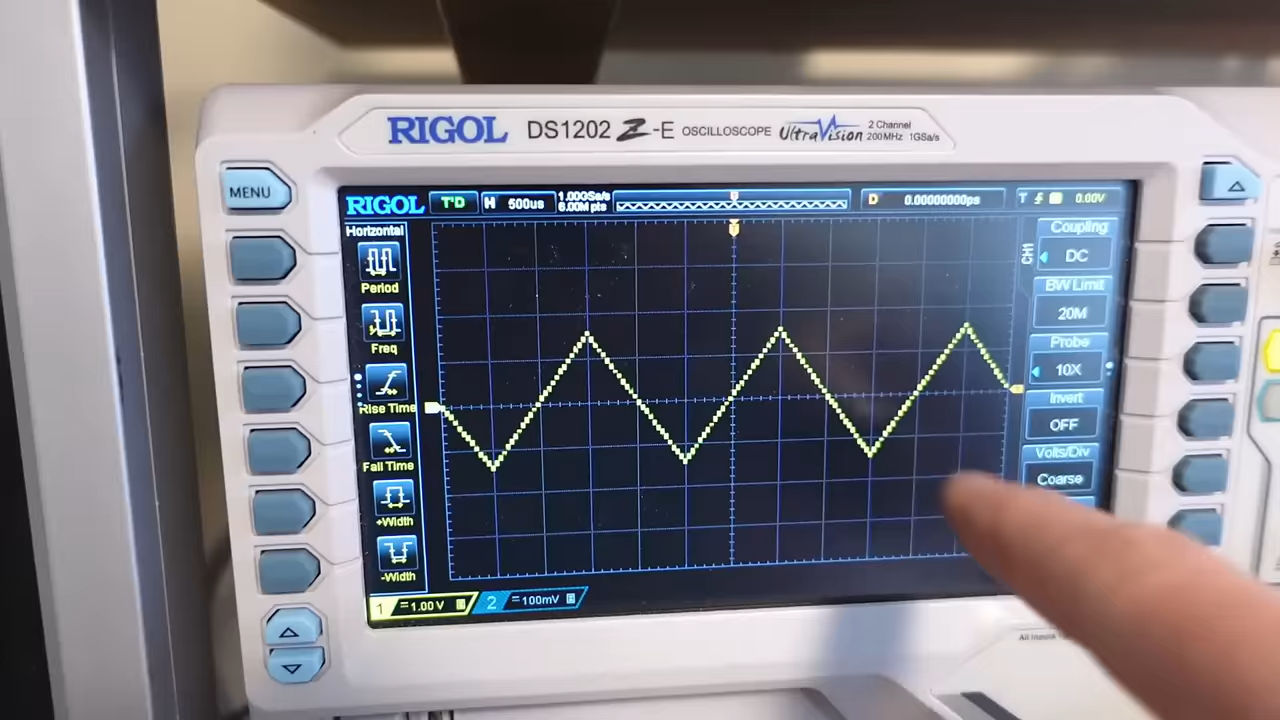 RIGOL DS1202 Z-E OSCILLOSCOPE UltraVision 2 Channel 200MHz 1GSa/s
MENU
RIGOL T'D H 500us 1.00GSa/s 6.00M pts D 0.00000000ps T 0.00V
Horizontal
Period
Freq
Rise Time
Fall Time
+Width
-Width
CH1
Coupling
DC
BW Limit
20M
Probe
10X
Invert
OFF
Volts/Div
Coarse
1 =1.00 V 2 =100mV